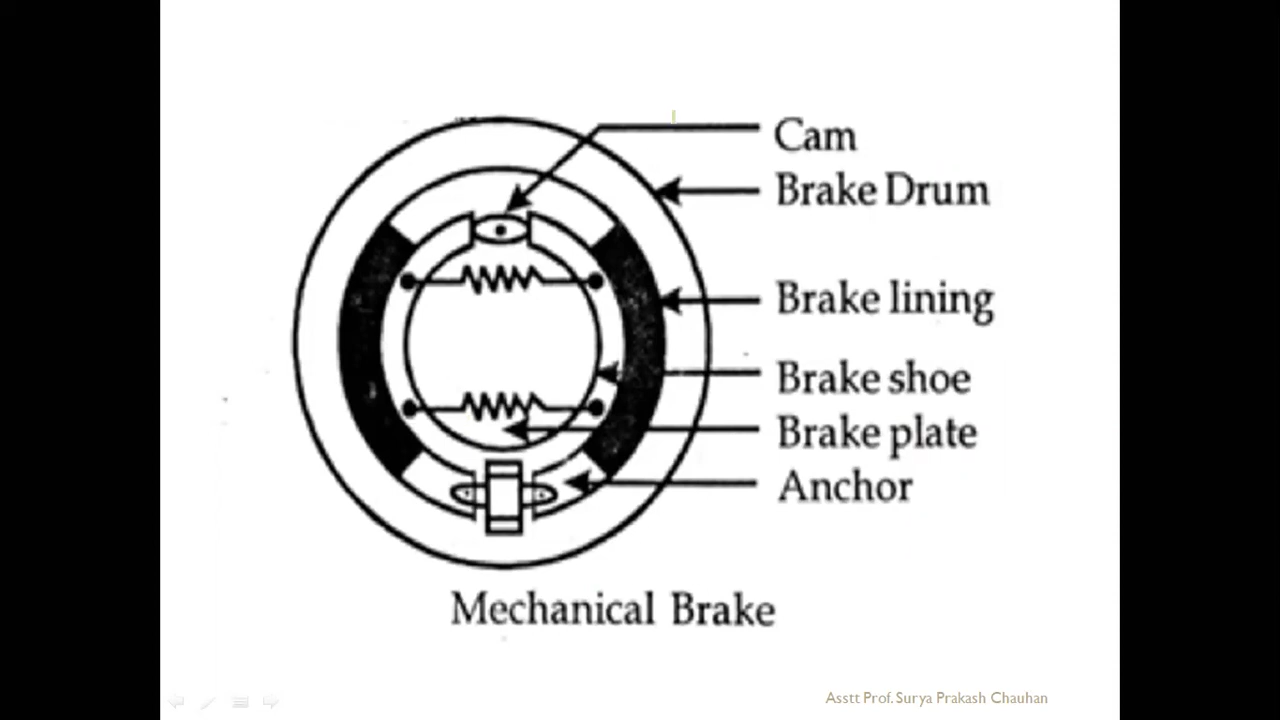 Cam
Brake Drum
Brake lining
Brake shoe
Brake plate
Anchor
Mechanical Brake
Asstt Prof. Surya Prakash Chauhan